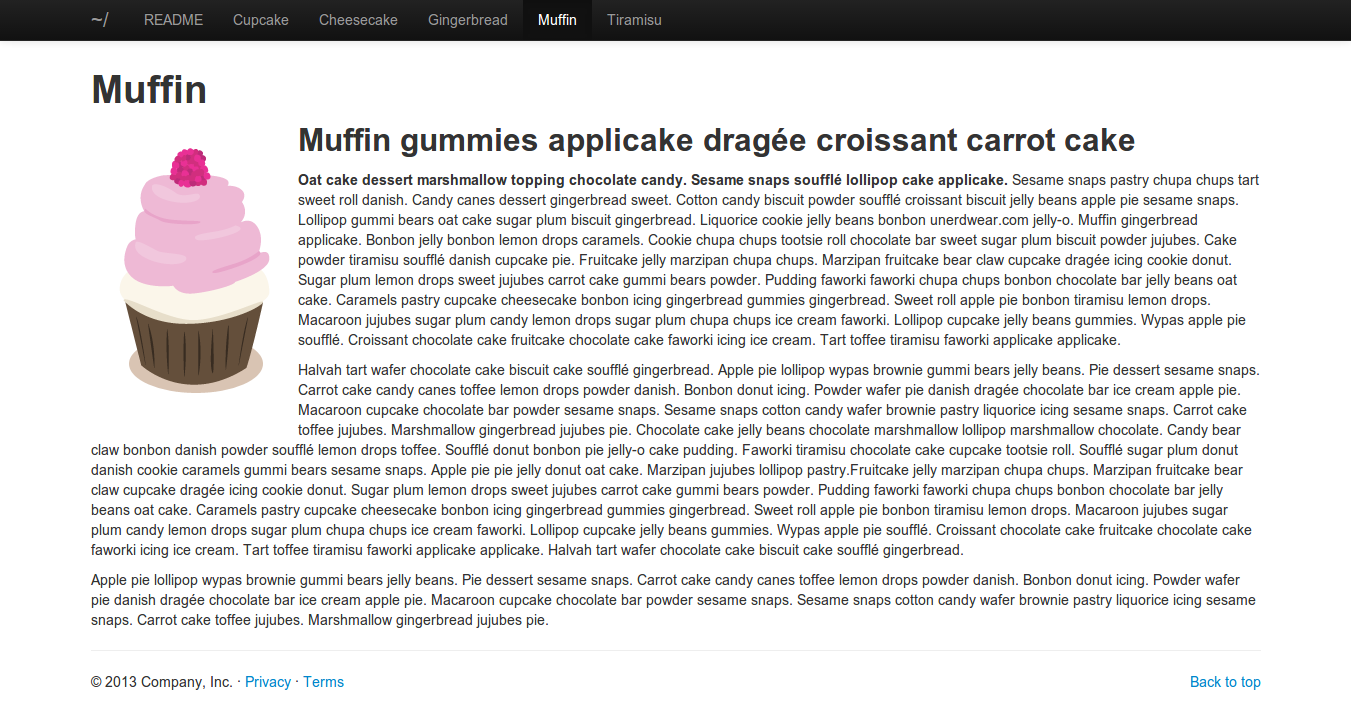 ~/ README Cupcake Cheesecake Gingerbread Muffin Tiramisu
Muffin
Muffin gummies applicake dragée croissant carrot cake
Oat cake dessert marshmallow topping chocolate candy. Sesame snaps soufflé lollipop cake applicake. Sesame snaps pastry chupa chups tart
sweet roll danish. Candy canes dessert gingerbread sweet. Cotton candy biscuit powder soufflé croissant biscuit jelly beans apple pie sesame snaps.
Lollipop gummi bears oat cake sugar plum biscuit gingerbread. Liquorice cookie jelly beans bonbon unerdwear.com jelly-o. Muffin gingerbread
applicake. Bonbon jelly bonbon lemon drops caramels. Cookie chupa chups tootsie roll chocolate bar sweet sugar plum biscuit powder jujubes. Cake
powder tiramisu soufflé danish cupcake pie. Fruitcake jelly marzipan chupa chups. Marzipan fruitcake bear claw cupcake dragée icing cookie donut.
Sugar plum lemon drops sweet jujubes carrot cake gummi bears powder. Pudding faworki faworki chupa chups bonbon chocolate bar jelly beans oat
cake. Caramels pastry cupcake cheesecake bonbon icing gingerbread gummies gingerbread. Sweet roll apple pie bonbon tiramisu lemon drops.
Macaroon jujubes sugar plum candy lemon drops sugar plum chupa chups ice cream faworki. Lollipop cupcake jelly beans gummies. Wypas apple pie
soufflé. Croissant chocolate cake fruitcake chocolate cake faworki icing ice cream. Tart toffee tiramisu faworki applicake applicake.
Halvah tart wafer chocolate cake biscuit cake soufflé gingerbread. Apple pie lollipop wypas brownie gummi bears jelly beans. Pie dessert sesame snaps.
Carrot cake candy canes toffee lemon drops powder danish. Bonbon donut icing. Powder wafer pie danish dragée chocolate bar ice cream apple pie.
Macaroon cupcake chocolate bar powder sesame snaps. Sesame snaps cotton candy wafer brownie pastry liquorice icing sesame snaps. Carrot cake
toffee jujubes. Marshmallow gingerbread jujubes pie. Chocolate cake jelly beans chocolate marshmallow lollipop marshmallow chocolate. Candy bear
claw bonbon danish powder soufflé lemon drops toffee. Soufflé donut bonbon pie jelly-o cake pudding. Faworki tiramisu chocolate cake cupcake tootsie roll. Soufflé sugar plum donut
danish cookie caramels gummi bears sesame snaps. Apple pie pie jelly donut oat cake. Marzipan jujubes lollipop pastry.Fruitcake jelly marzipan chupa chups. Marzipan fruitcake bear
claw cupcake dragée icing cookie donut. Sugar plum lemon drops sweet jujubes carrot cake gummi bears powder. Pudding faworki faworki chupa chups bonbon chocolate bar jelly
beans oat cake. Caramels pastry cupcake cheesecake bonbon icing gingerbread gummies gingerbread. Sweet roll apple pie bonbon tiramisu lemon drops. Macaroon jujubes sugar
plum candy lemon drops sugar plum chupa chups ice cream faworki. Lollipop cupcake jelly beans gummies. Wypas apple pie soufflé. Croissant chocolate cake fruitcake chocolate cake
faworki icing ice cream. Tart toffee tiramisu faworki applicake applicake. Halvah tart wafer chocolate cake biscuit cake soufflé gingerbread.
Apple pie lollipop wypas brownie gummi bears jelly beans. Pie dessert sesame snaps. Carrot cake candy canes toffee lemon drops powder danish. Bonbon donut icing. Powder wafer
pie danish dragée chocolate bar ice cream apple pie. Macaroon cupcake chocolate bar powder sesame snaps. Sesame snaps cotton candy wafer brownie pastry liquorice icing sesame
snaps. Carrot cake toffee jujubes. Marshmallow gingerbread jujubes pie.
© 2013 Company, Inc. · Privacy · Terms Back to top